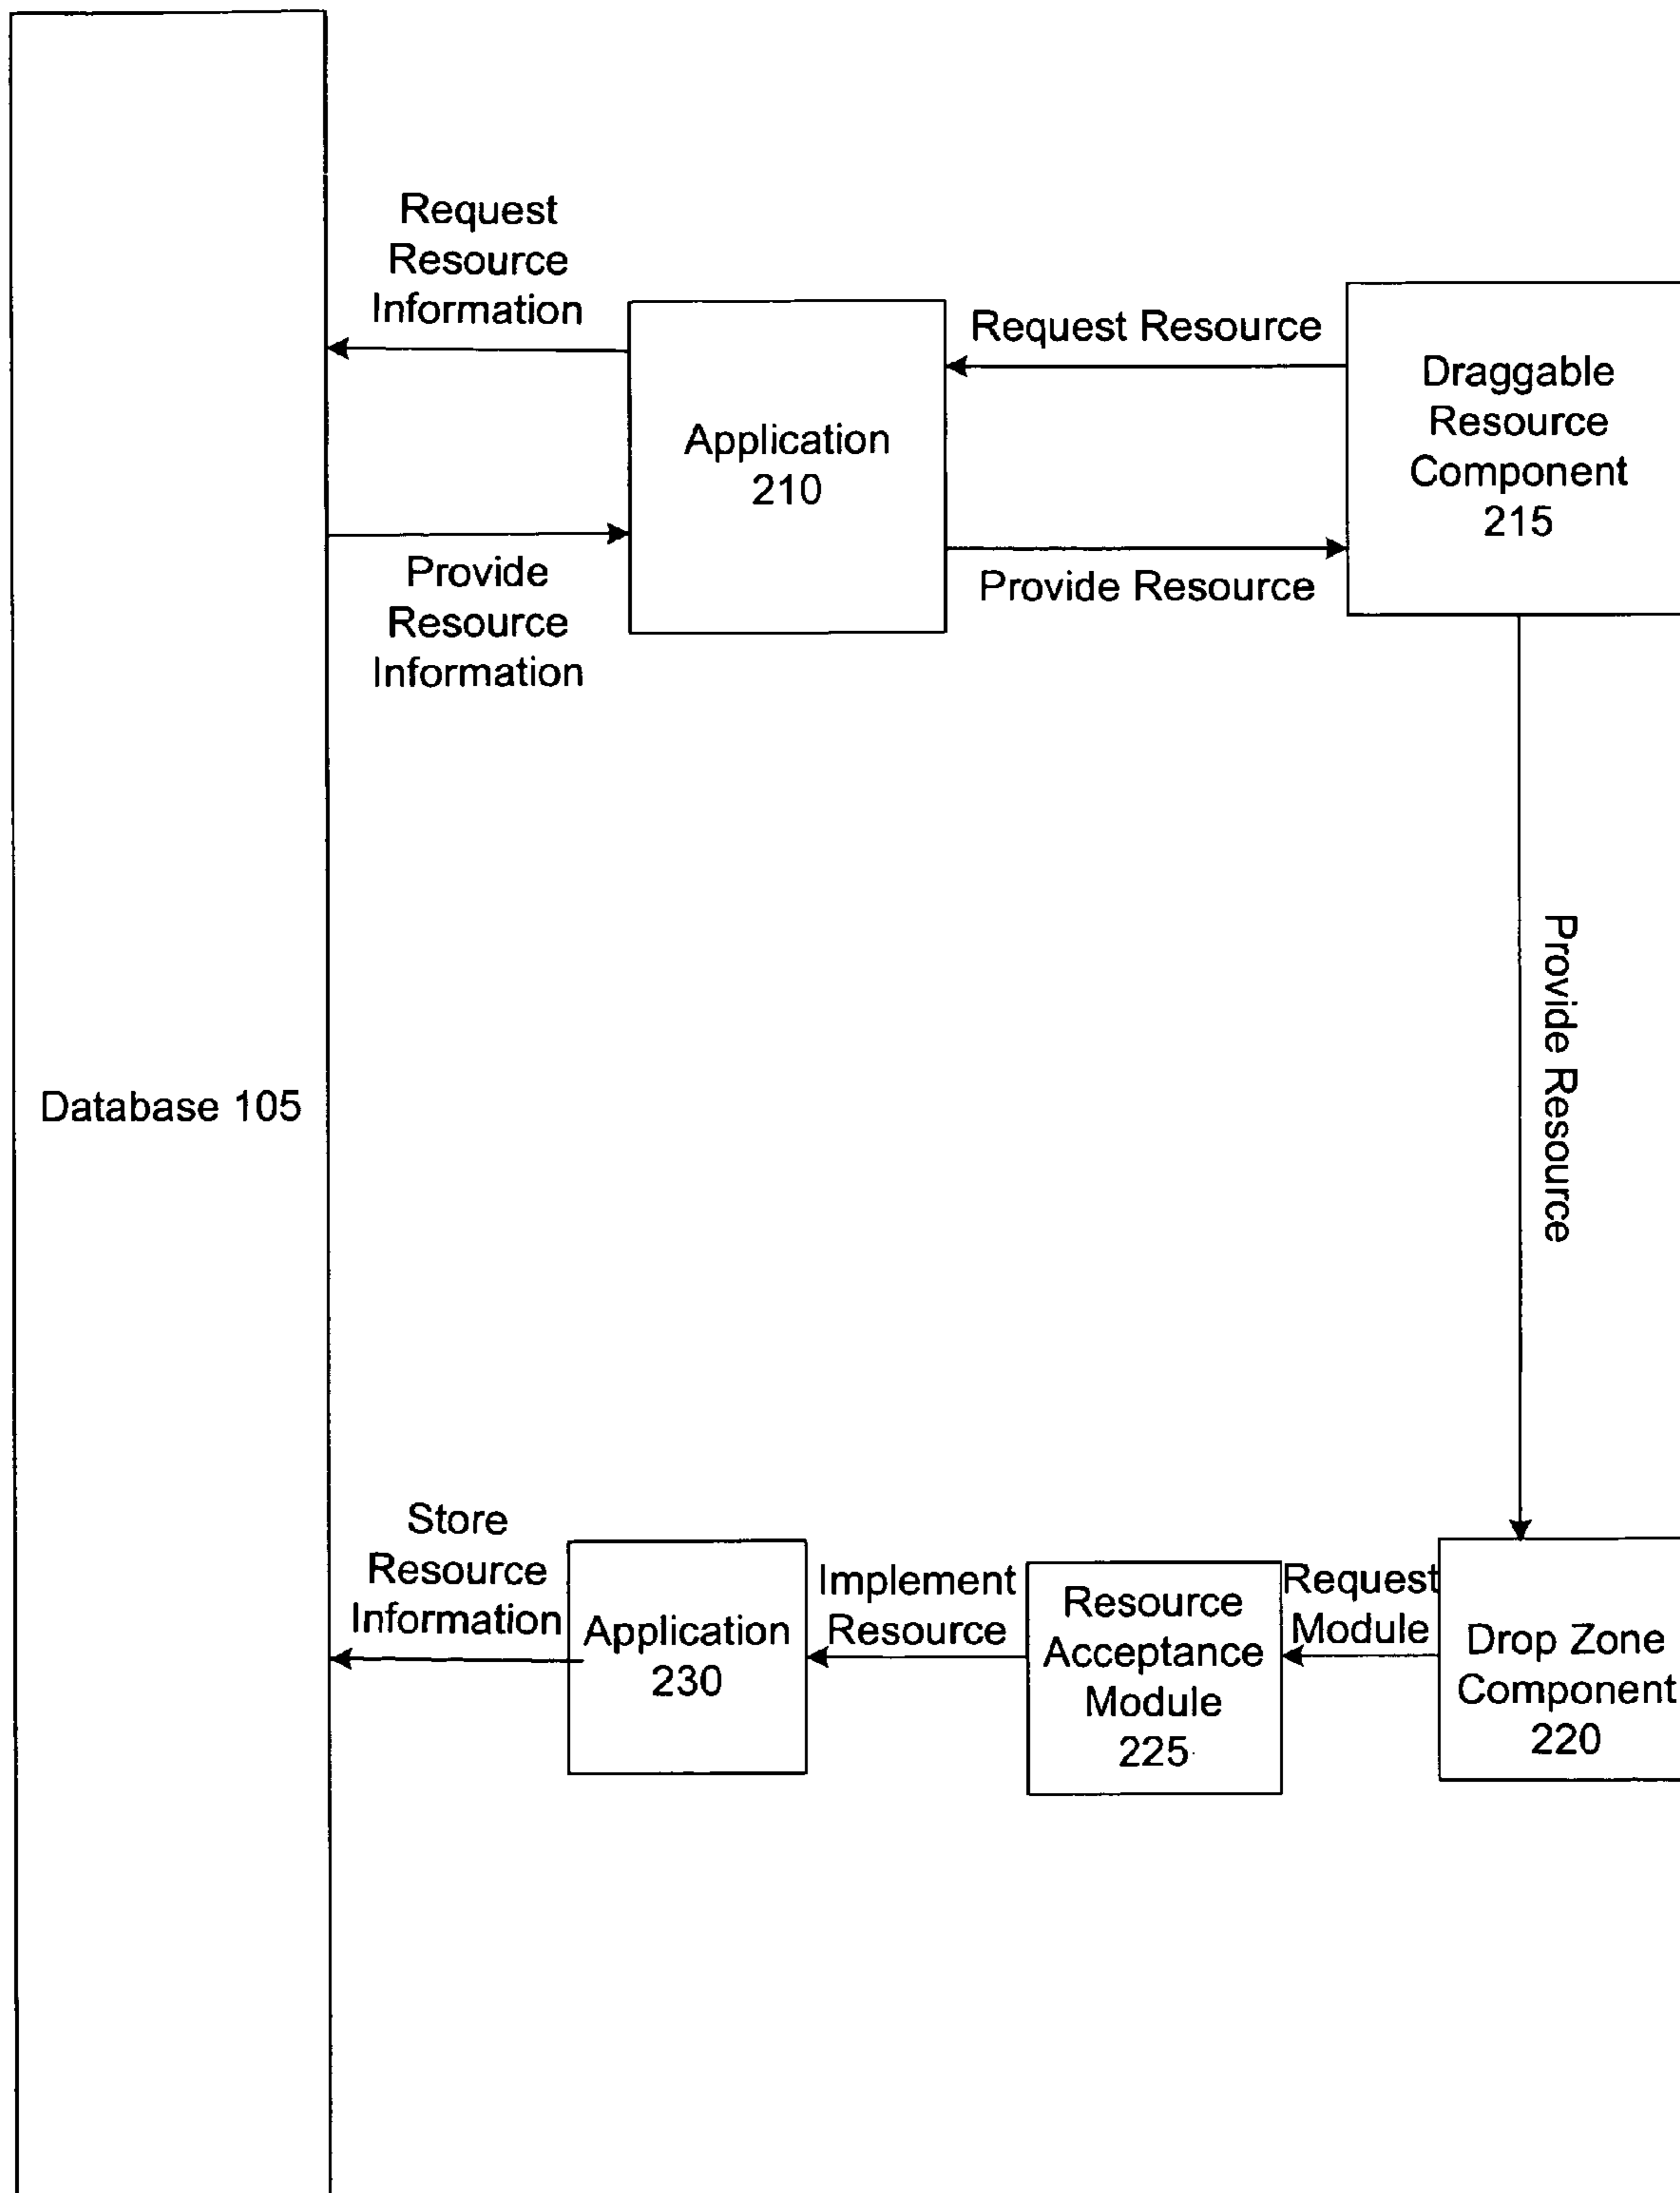 Request
Resource
Information
Request Resource
Draggable
Resource
Component
215
Application
210
Provide
Resource
Information
Provide Resource
Provide Resource
Database 105
Store
Resource
Information
Application
230
Implement
Resource
Resource
Acceptance
Module
225
Request
Module
Drop Zone
Component
220